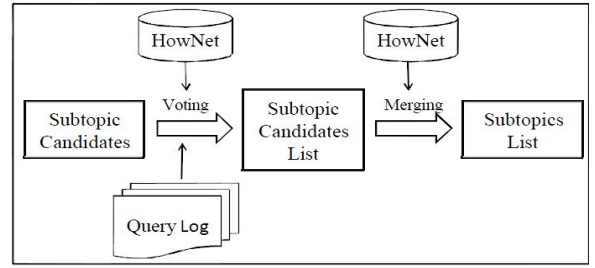 HowNet
HowNet
Subtopic
Candidates
Voting
Subtopic
Candidates
List
Merging
Subtopics
List
Query Log